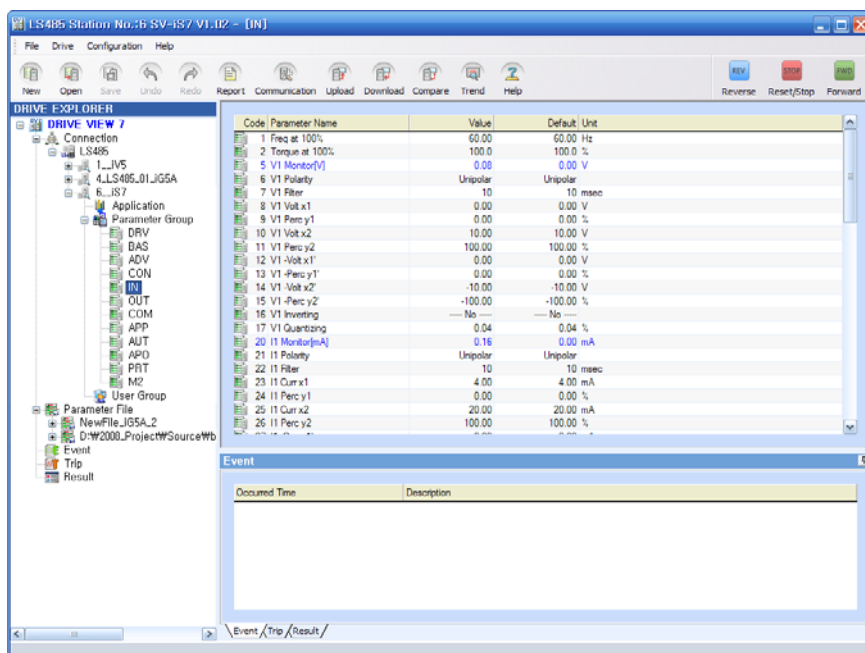 LS485 Station No.:6 SV-iS7 V1.02 - [IN]
File Drive Configuration Help
New Open Save Undo Redo Report Communication Upload Download Compare Trend Help Reverse Reset/Stop Forward
REV STOP FWD
DRIVE EXPLORER
DRIVE VIEW 7
Connection
LS485
1__iV5
4_LS485_01_iG5A
6__iS7
Application
Parameter Group
DRV
BAS
ADV
CON
IN
OUT
COM
APP
AUT
APO
PRT
M2
User Group
Parameter File
NewFile_iG5A_2
D:₩2008_Project₩Source₩b
Event
Trip
Result
Code Parameter Name Value Default Unit
1 Freq at 100% 60.00 60.00 Hz
2 Torque at 100% 100.0 100.0 %
5 V1 Monitor[V] 0.08 0.00 V
6 V1 Polarity Unipolar Unipolar
7 V1 Filter 10 10 msec
8 V1 Volt x1 0.00 0.00 V
9 V1 Perc y1 0.00 0.00 %
10 V1 Volt x2 10.00 10.00 V
11 V1 Perc y2 100.00 100.00 %
12 V1 -Volt x1' 0.00 0.00 V
13 V1 -Perc y1' 0.00 0.00 %
14 V1 -Volt x2' -10.00 -10.00 V
15 V1 -Perc y2' -100.00 -100.00 %
16 V1 Inverting ---- No ---- ---- No ----
17 V1 Quantizing 0.04 0.04 %
20 I1 Monitor[mA] 0.16 0.00 mA
21 I1 Polarity Unipolar Unipolar
22 I1 Filter 10 10 msec
23 I1 Curr x1 4.00 4.00 mA
24 I1 Perc y1 0.00 0.00 %
25 I1 Curr x2 20.00 20.00 mA
26 I1 Perc y2 100.00 100.00 %
Event
Occurred Time Description
Event Trip Result